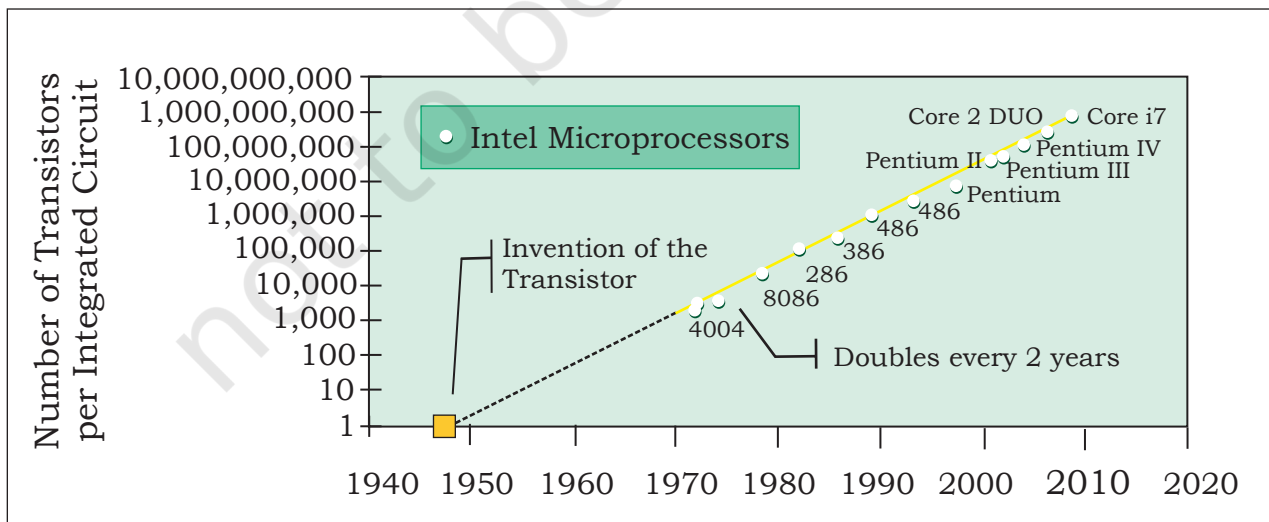 Number of Transistors
per Integrated Circuit
10,000,000,000
1,000,000,000
100,000,000
10,000,000
1,000,000
100,000
10,000
1,000
100
10
1
Intel Microprocessors
Invention of the
Transistor
4004
8086
286
386
486
486
Pentium
Pentium II
Pentium III
Pentium IV
Core 2 DUO
Core i7
Doubles every 2 years
1940 1950 1960 1970 1980 1990 2000 2010 2020
not to be